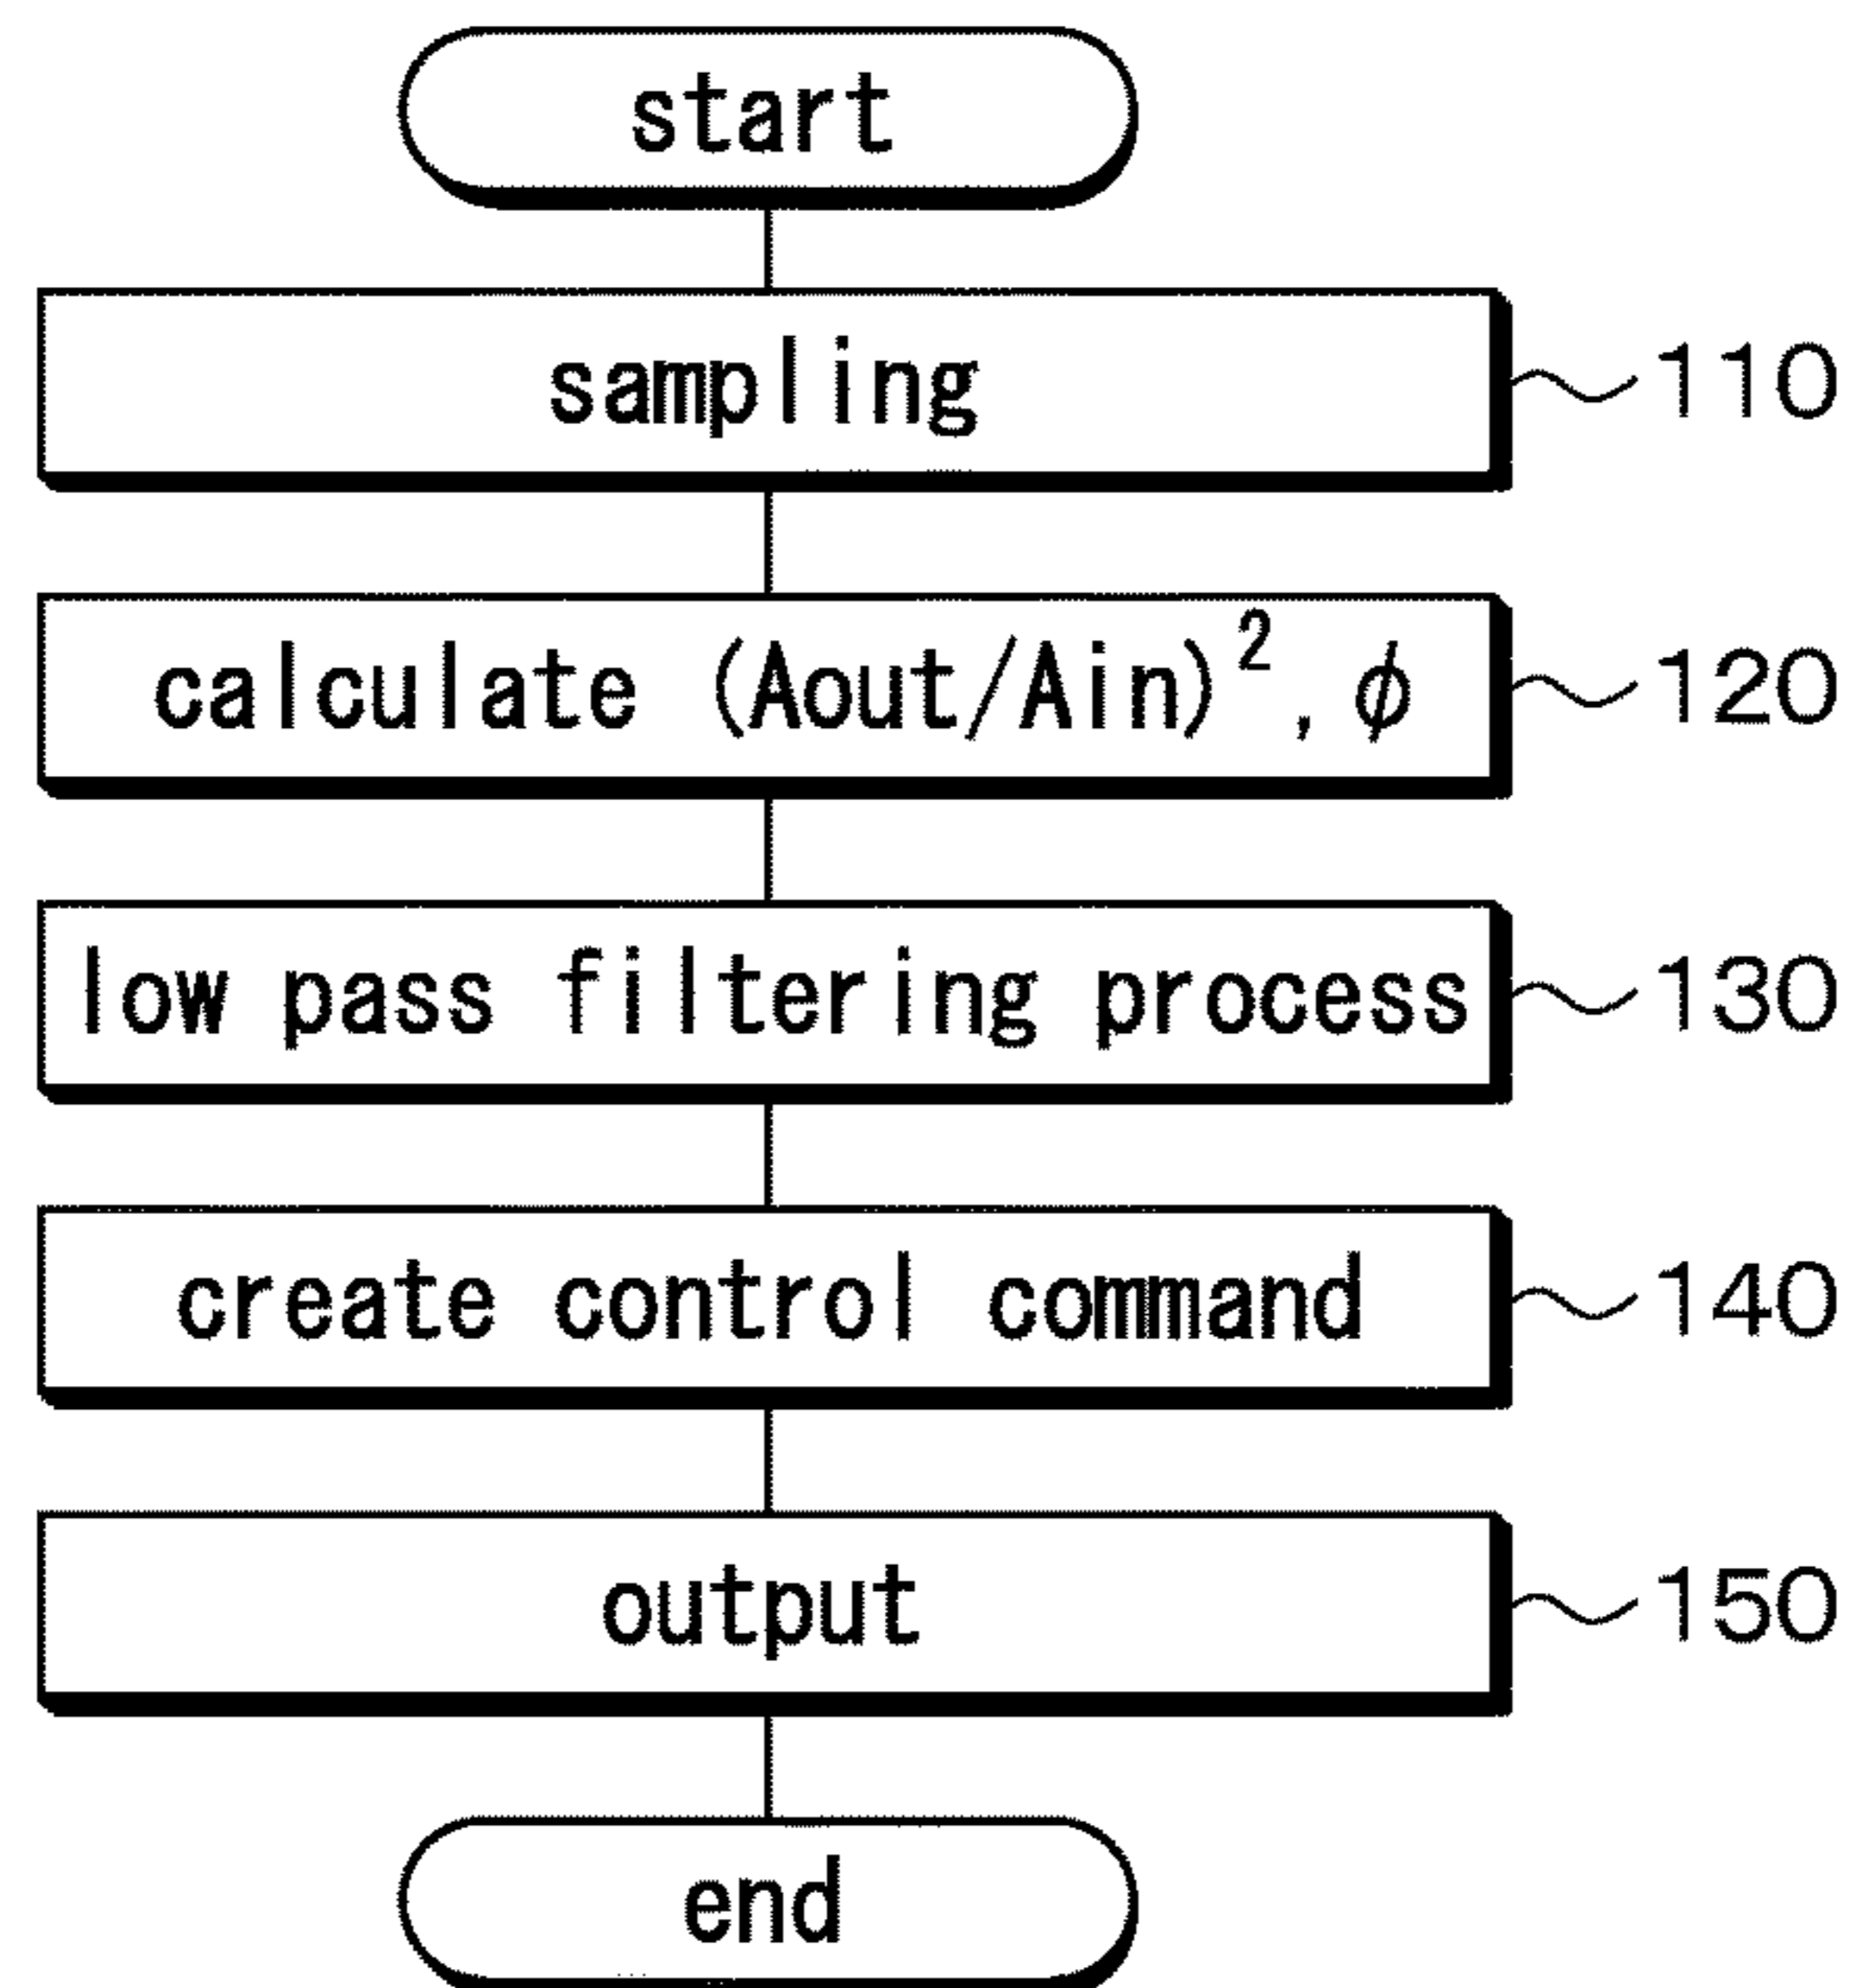 start
sampling
110
calculate (Aout/Ain)², ϕ
120
low pass filtering process
130
create control command
140
output
150
end